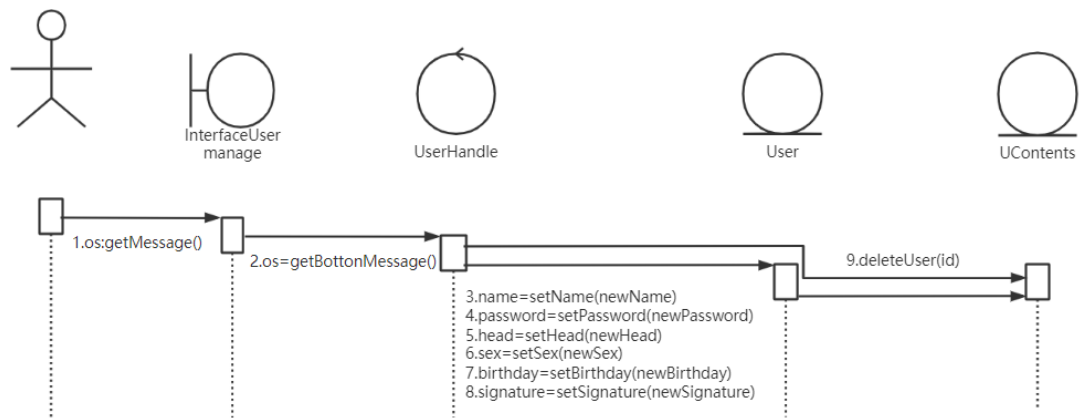 InterfaceUser
manage
UserHandle
User
UContents
1.os:getMessage()
2.os=getBottonMessage()
9.deleteUser(id)
3.name=setName(newName)
4.password=setPassword(newPassword)
5.head=setHead(newHead)
6.sex=setSex(newSex)
7.birthday=setBirthday(newBirthday)
8.signature=setSignature(newSignature)